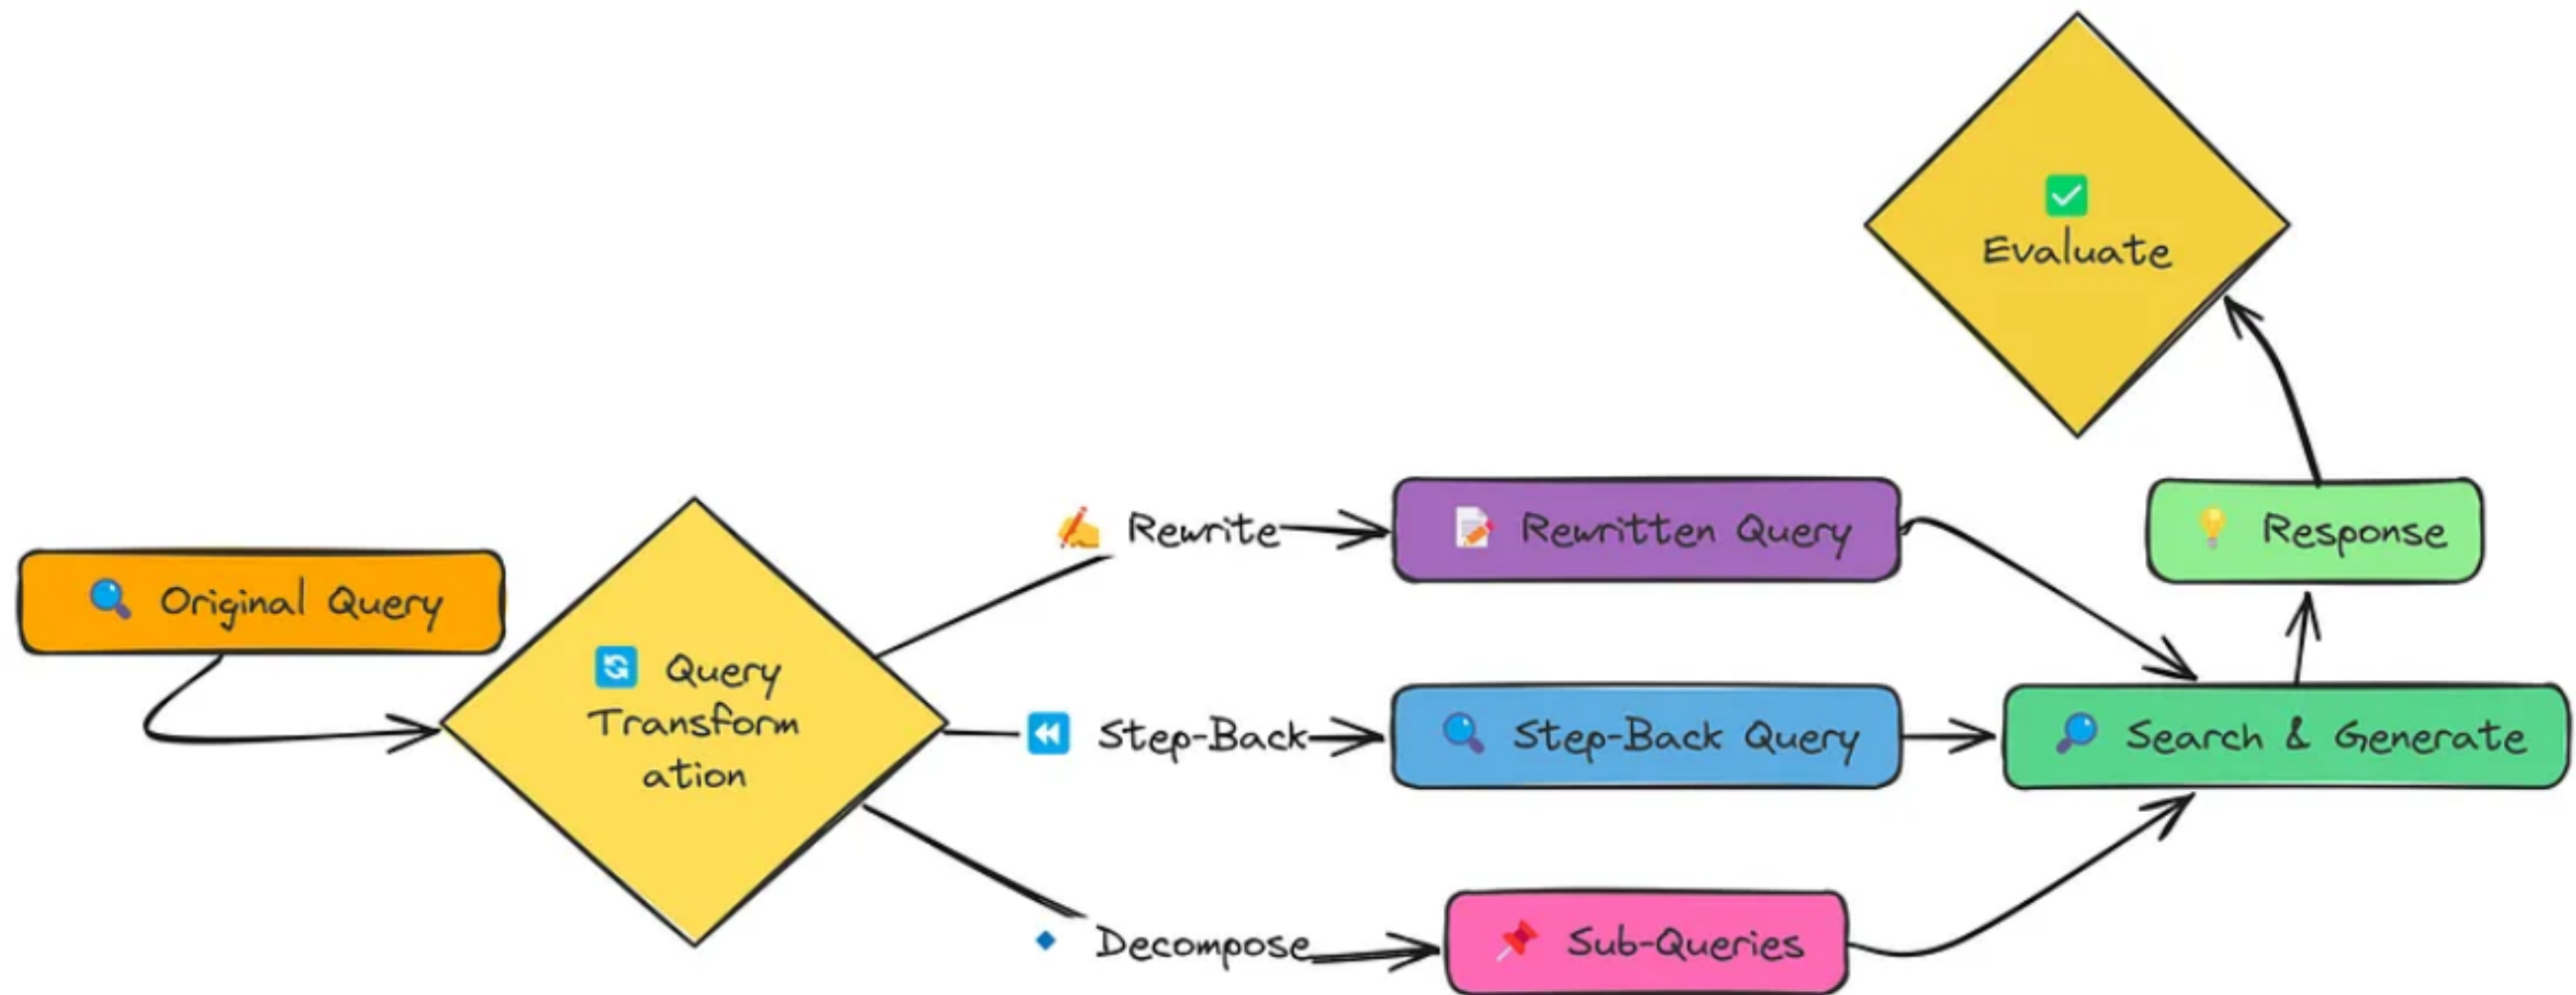 Evaluate
Rewrite
Rewritten Query
Response
Original Query
Query
Transform
ation
Step-Back
Step-Back Query
Search & Generate
Decompose
Sub-Queries